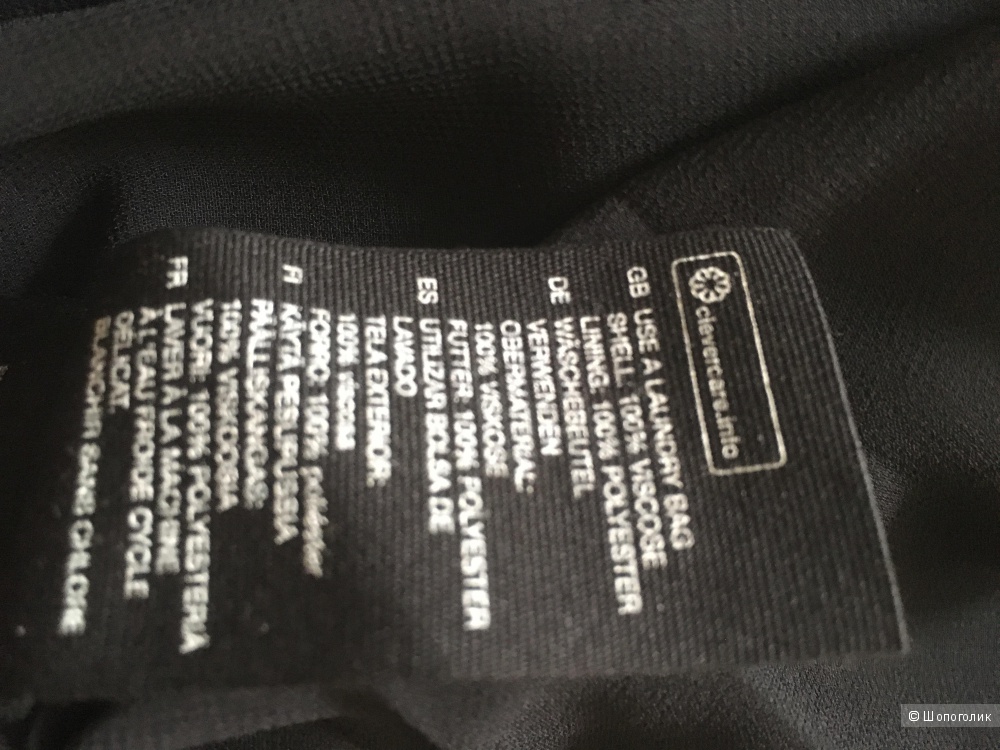 clevercare.info
GB USE A LAUNDRY BAG
SHELL: 100% VISCOSE
LINING: 100% POLYESTER
DE WÄSCHEBEUTEL
VERWENDEN
OBERMATERIAL:
100% VISKOSE
FUTTER: 100% POLYESTER
ES UTILIZAR BOLSA DE
LAVADO
TELA EXTERIOR:
100% viscosa
FORRO: 100% poliéster
FI KÄYTÄ PESUPUSSIA
PÄÄLLISKANGAS:
100% VISKOOSIA
VUORI: 100% POLYESTERIÄ
FR LAVER À LA MACHINE
À L'EAU FROIDE CYCLE
DÉLICAT.
BLANCHIR SANS CHLORE
© Шопоголик